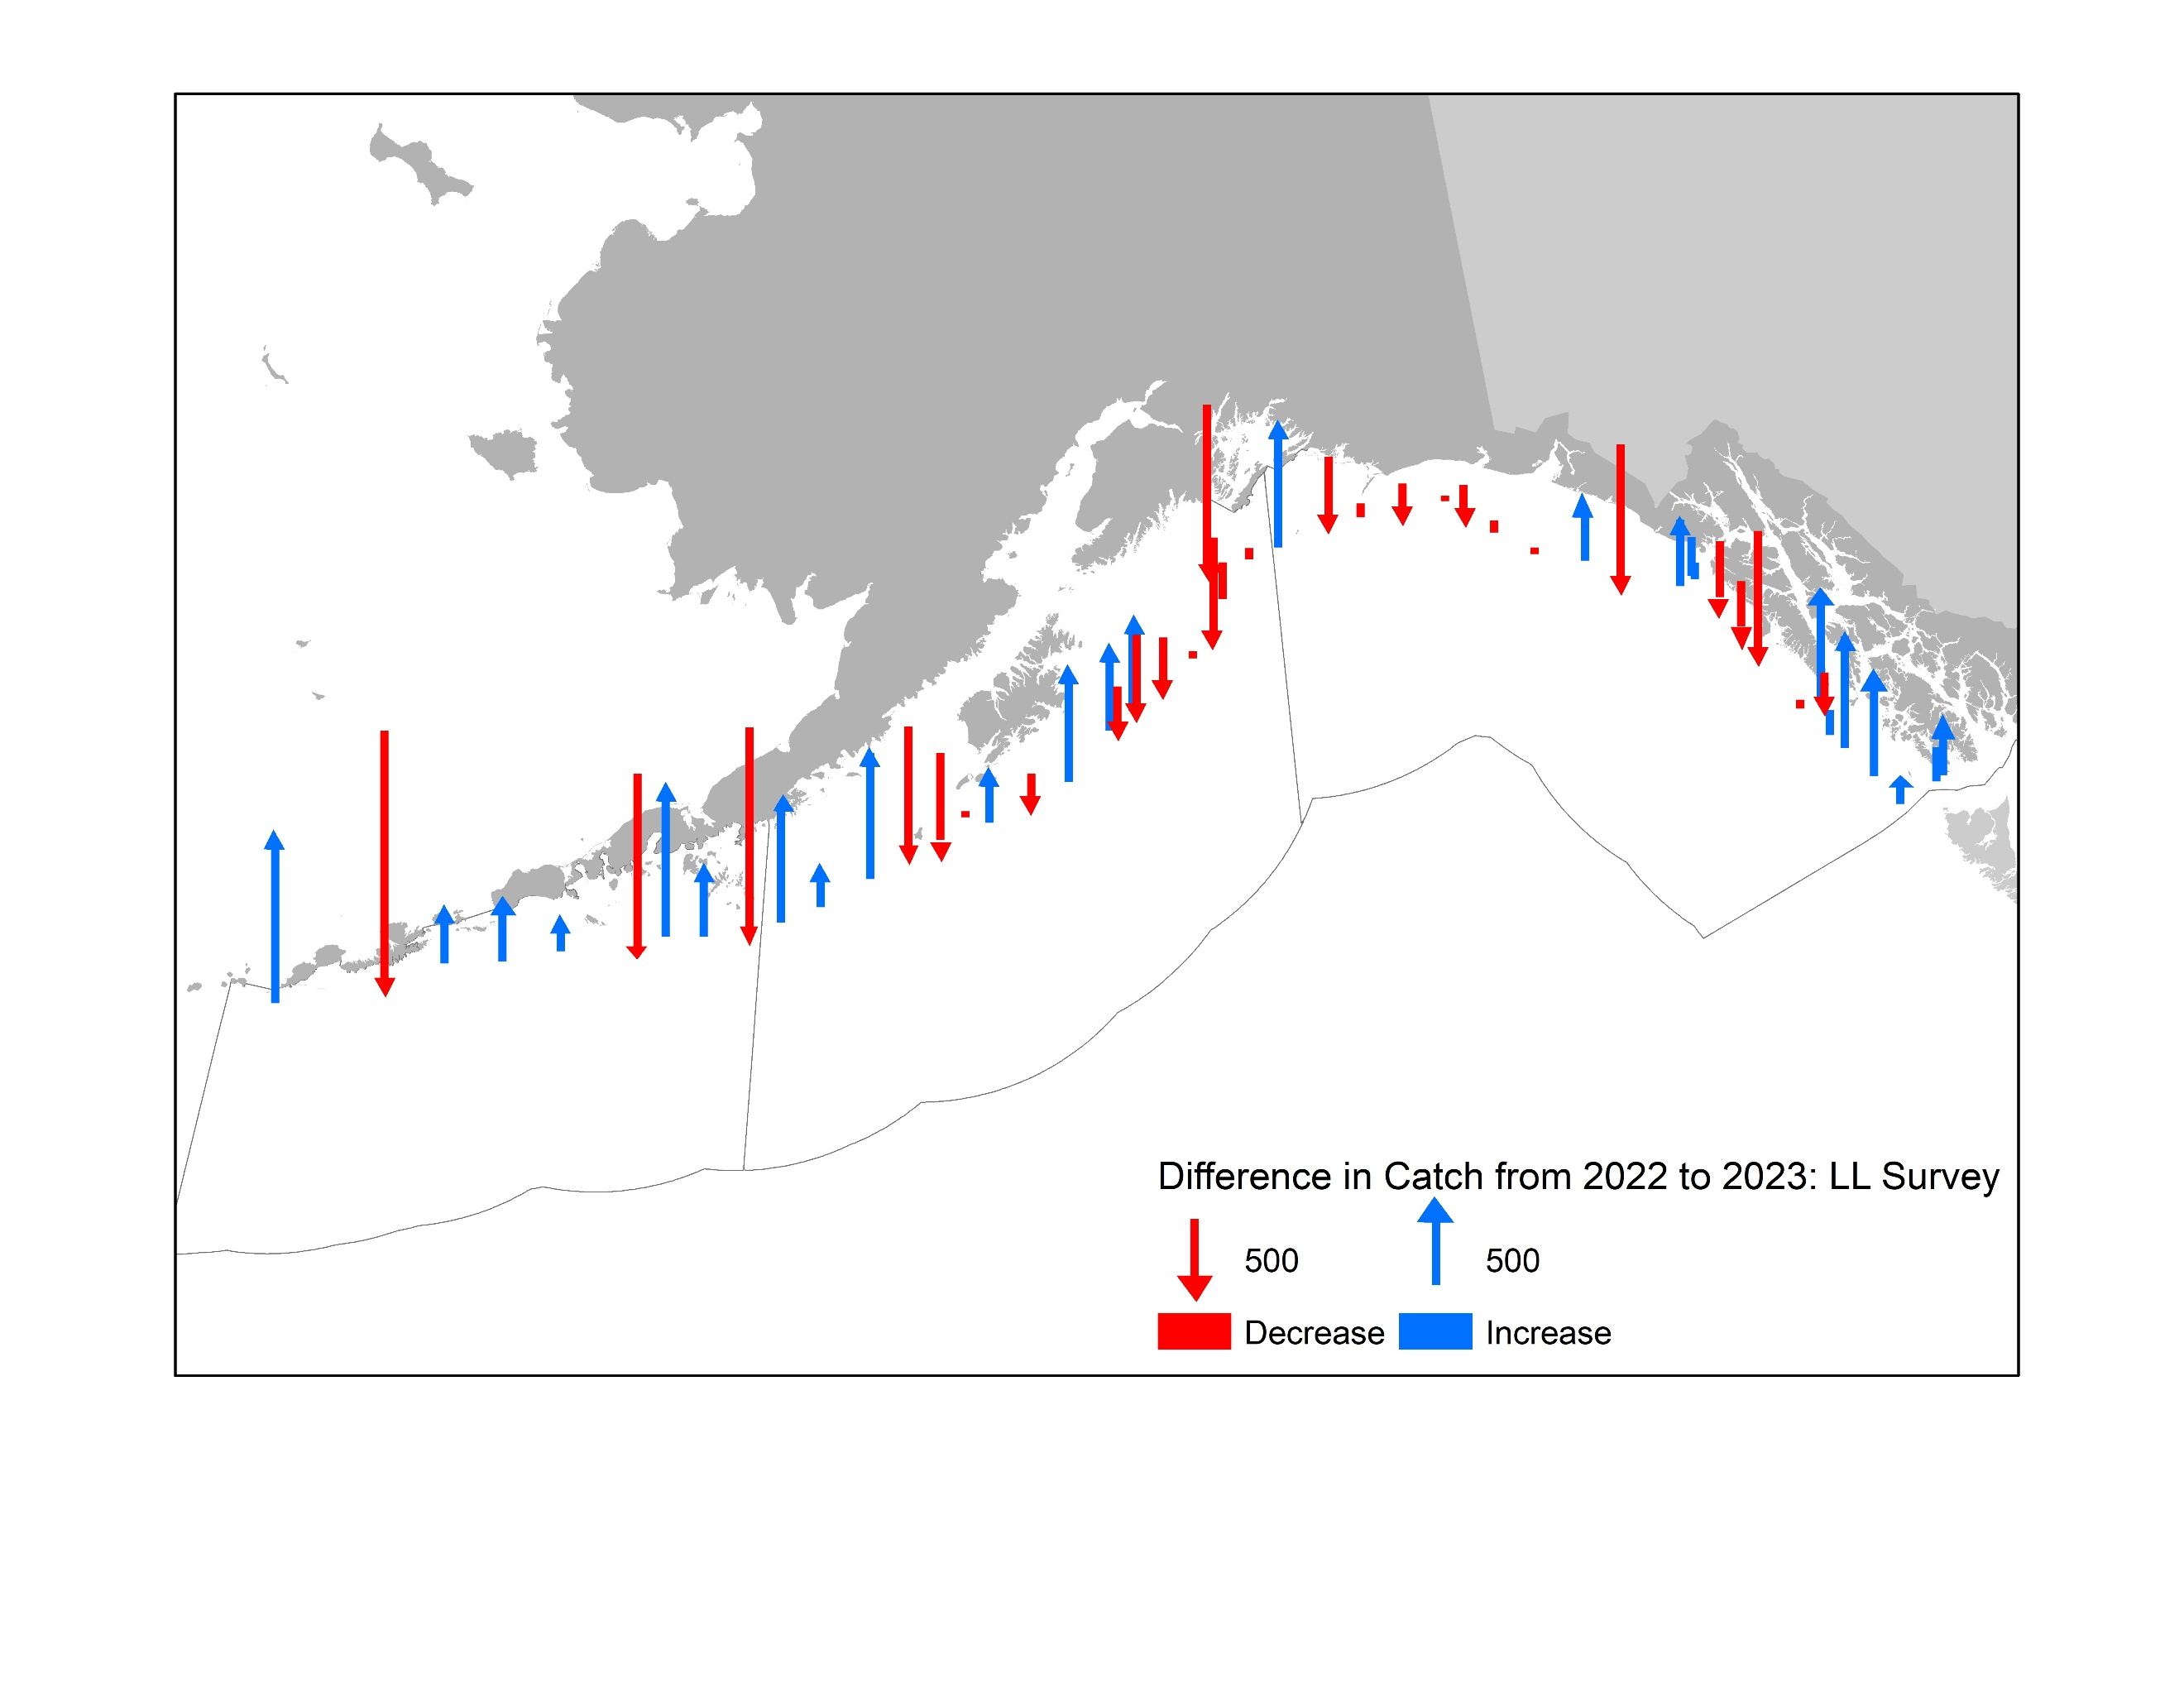 Difference in Catch from 2022 to 2023: LL Survey
500 500
Decrease Increase